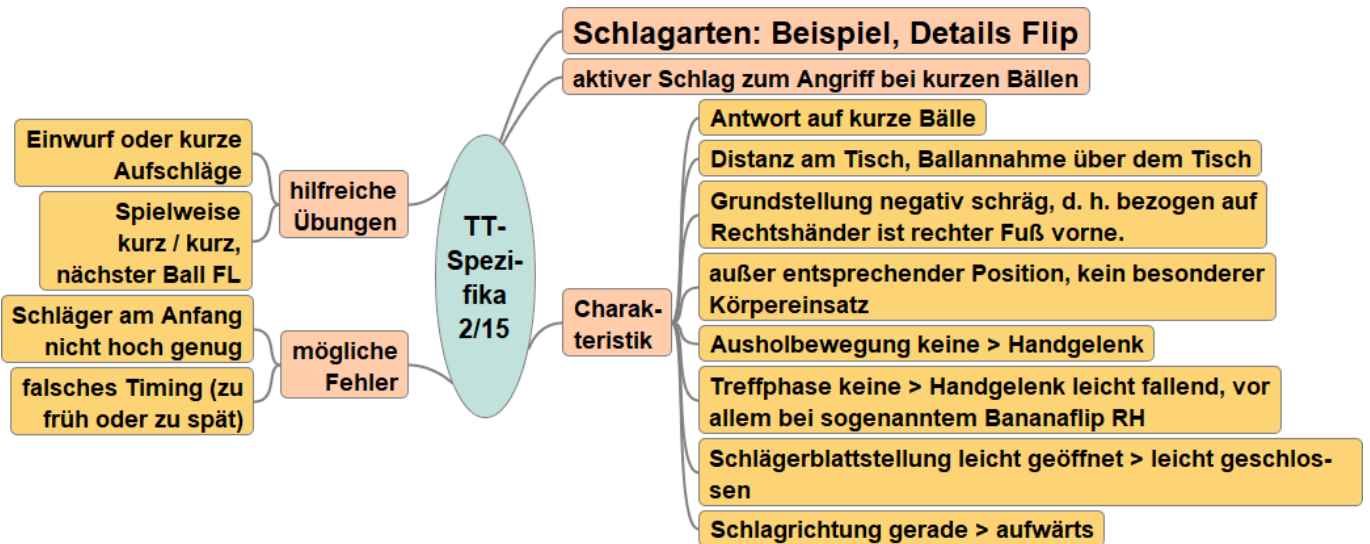 Schlagarten: Beispiel, Details Flip
aktiver Schlag zum Angriff bei kurzen Bällen
TT-
Spezi-
fika
2/15
Charak-
teristik
Antwort auf kurze Bälle
Distanz am Tisch, Ballannahme über dem Tisch
Grundstellung negativ schräg, d. h. bezogen auf
Rechtshänder ist rechter Fuß vorne.
außer entsprechender Position, kein besonderer
Körpereinsatz
Ausholbewegung keine > Handgelenk
Treffphase keine > Handgelenk leicht fallend, vor
allem bei sogenanntem Bananaflip RH
Schlägerblattstellung leicht geöffnet > leicht geschlos-
sen
Schlagrichtung gerade > aufwärts
hilfreiche
Übungen
Einwurf oder kurze
Aufschläge
Spielweise
kurz / kurz,
nächster Ball FL
mögliche
Fehler
Schläger am Anfang
nicht hoch genug
falsches Timing (zu
früh oder zu spät)